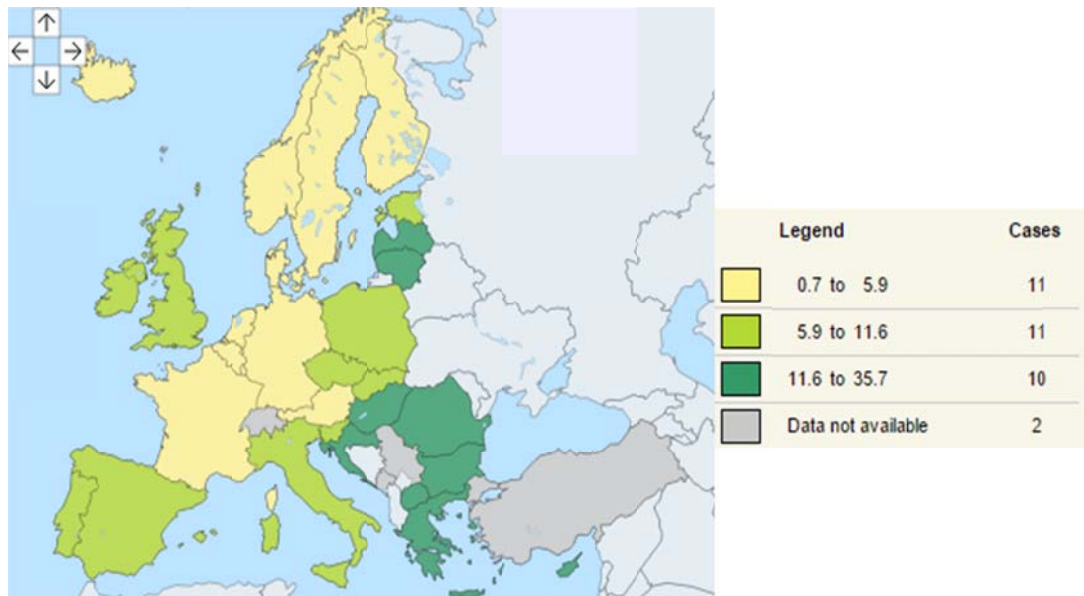 Legend Cases
0.7 to 5.9 11
5.9 to 11.6 11
11.6 to 35.7 10
Data not available 2